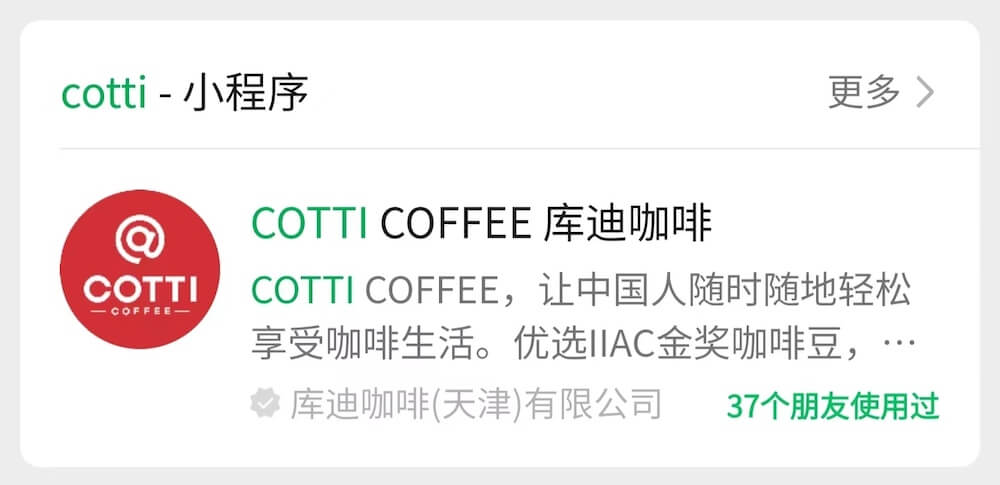 cotti - 小程序
更多
@
COTTI
COFFEE
COTTI COFFEE 库迪咖啡
COTTI COFFEE，让中国人随时随地轻松
享受咖啡生活。优选IIAC金奖咖啡豆，…
库迪咖啡(天津)有限公司
37个朋友使用过